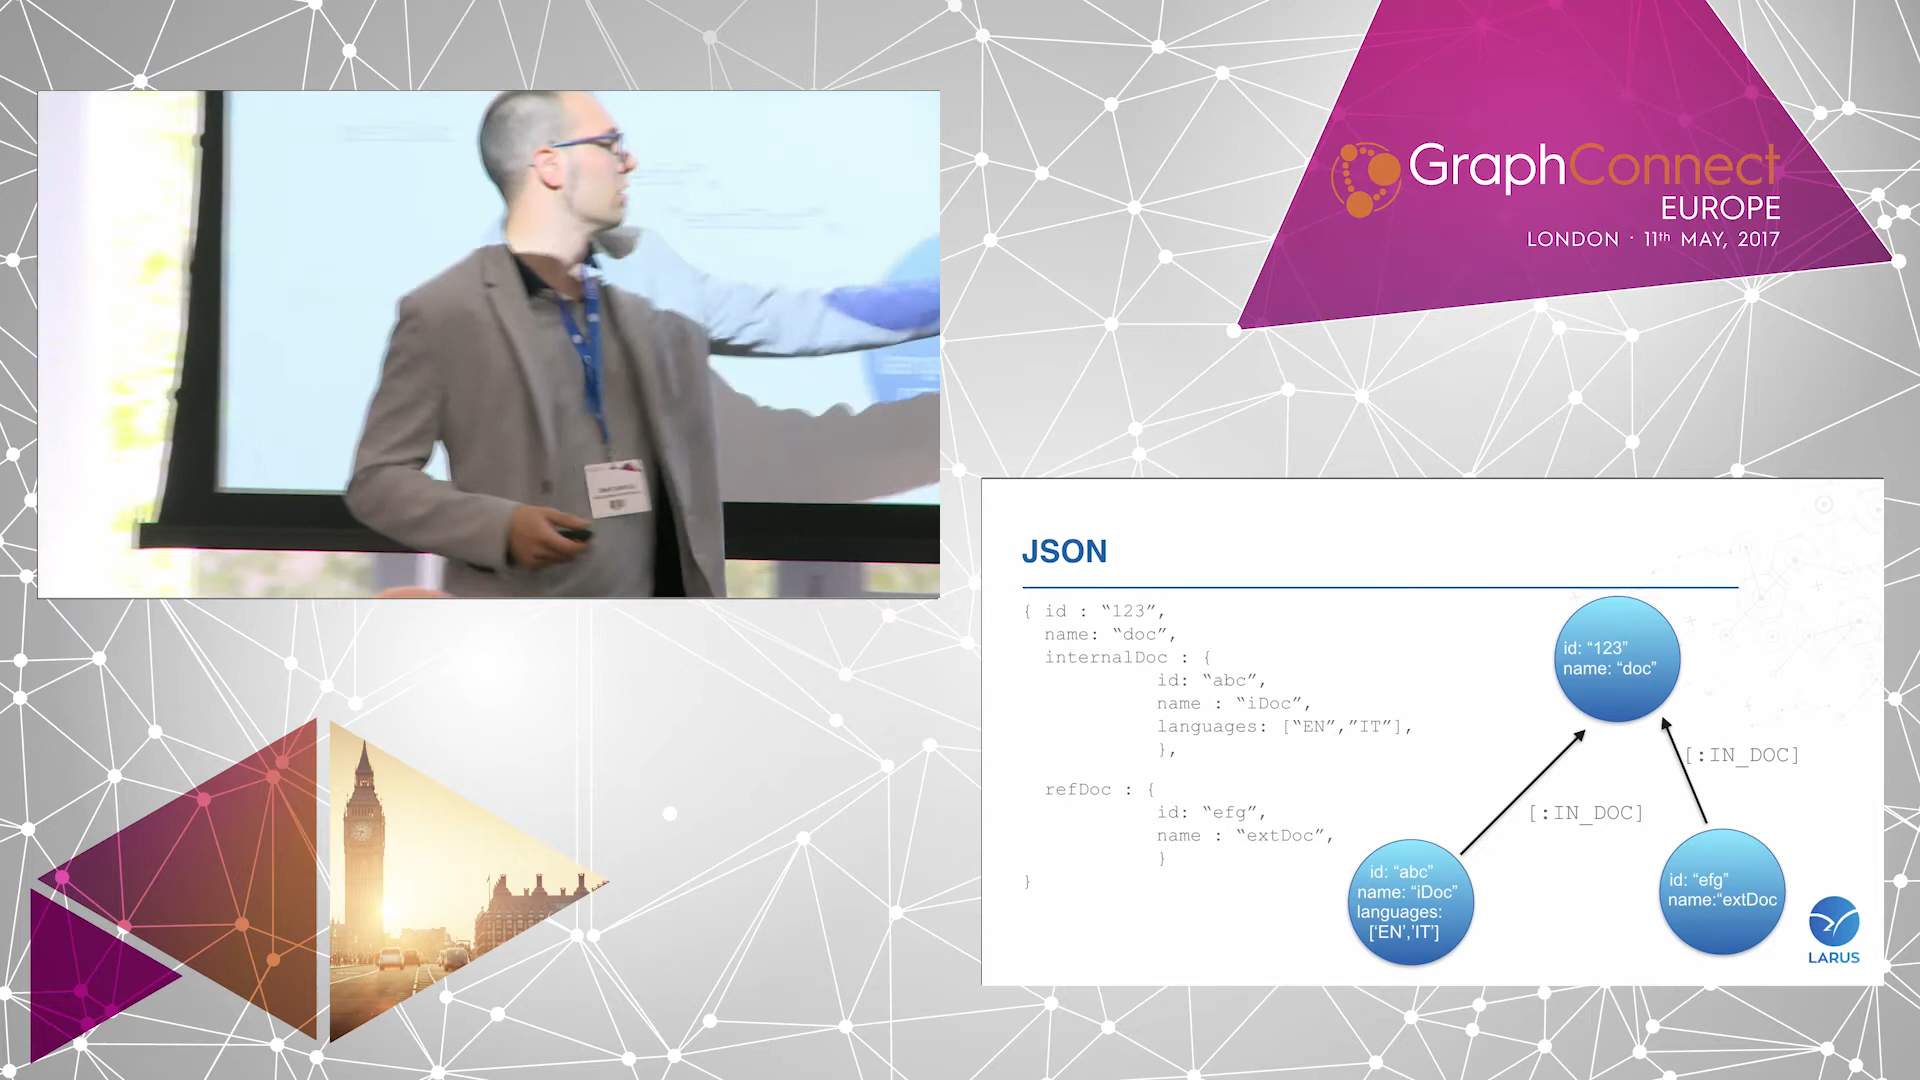 GraphConnect
EUROPE
LONDON · 11th MAY, 2017
JSON
{ id : “123”,
name: “doc”,
internalDoc : {
id: “abc”,
name : “iDoc”,
languages: [“EN”,”IT”],
},
refDoc : {
id: “efg”,
name : “extDoc”,
}
}
id: “123”
name: “doc”
[:IN_DOC]
[:IN_DOC]
id: “abc”
name: “iDoc”
languages:
[‘EN’,’IT’]
id: “efg”
name:“extDoc
LARUS